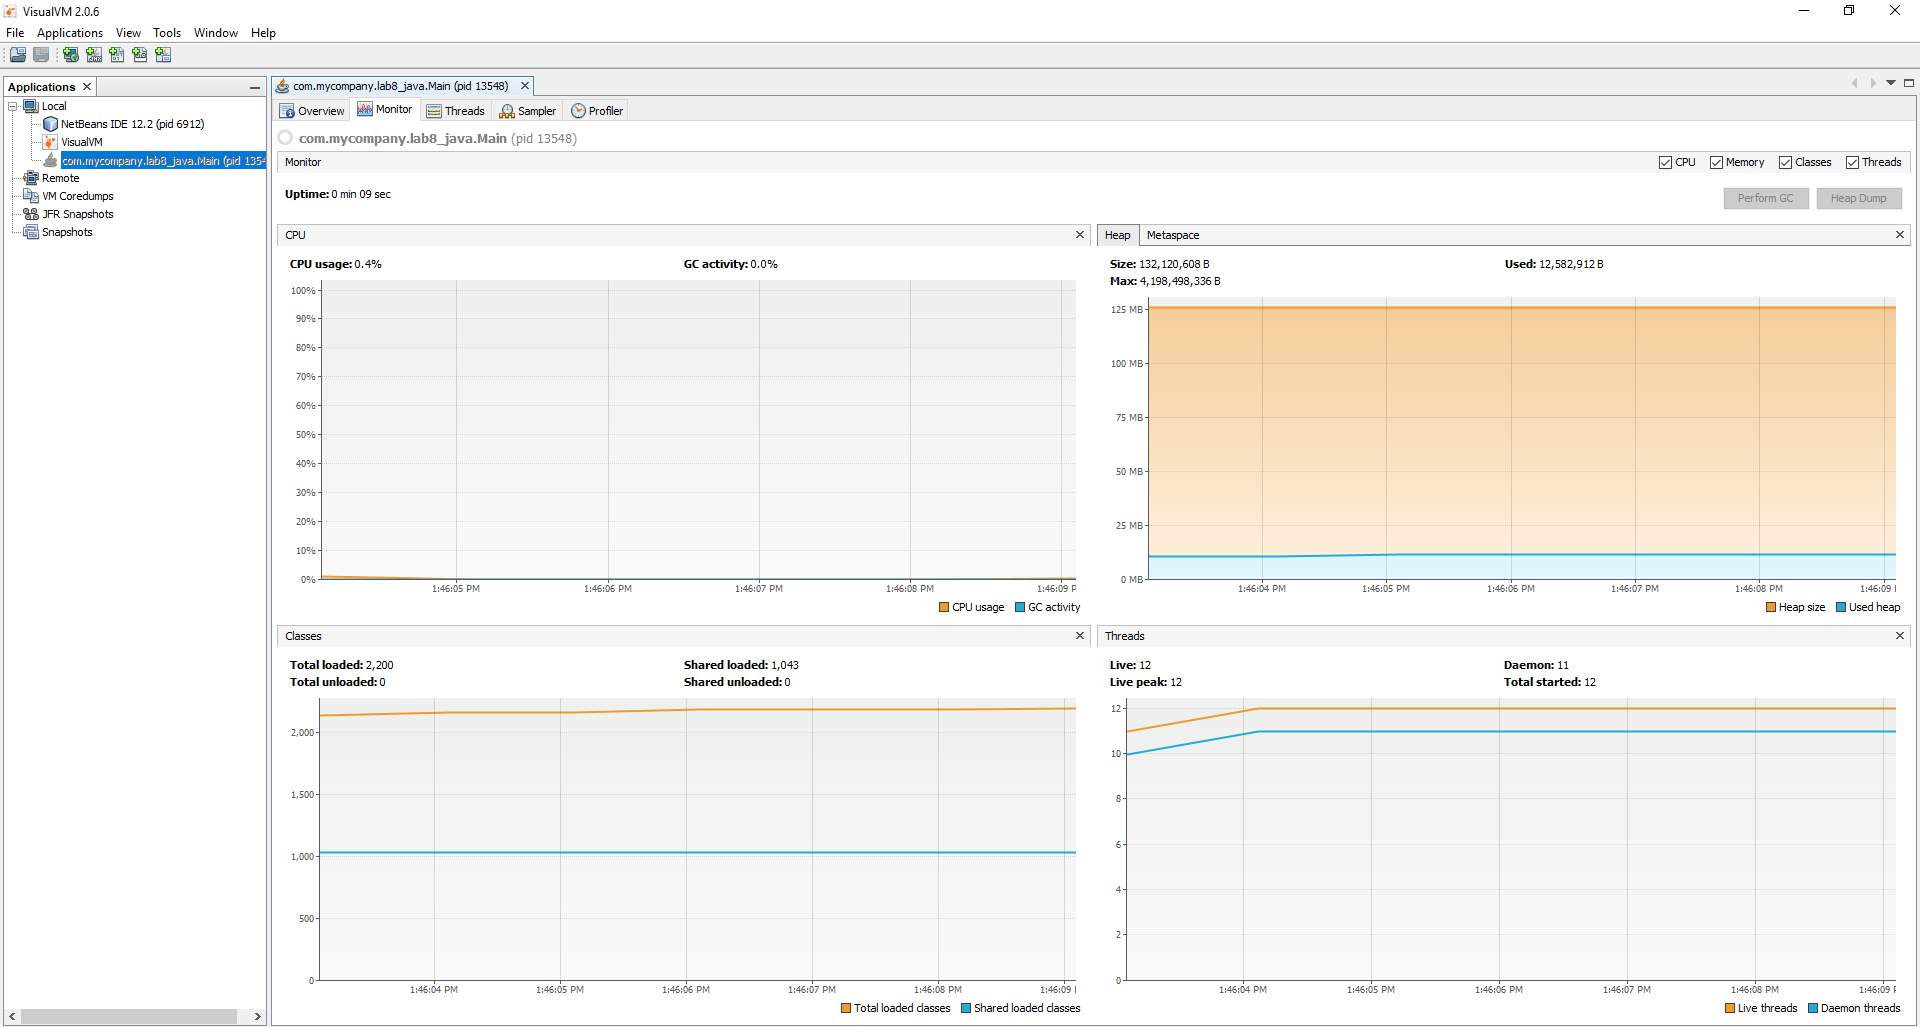 VisualVM 2.0.6
File Applications View Tools Window Help
Applications
Local
NetBeans IDE 12.2 (pid 6912)
VisualVM
com.mycompany.lab8_java.Main (pid 1354
Remote
VM Coredumps
JFR Snapshots
Snapshots
com.mycompany.lab8_java.Main (pid 13548)
Overview Monitor Threads Sampler Profiler
com.mycompany.lab8_java.Main (pid 13548)
Monitor CPU Memory Classes Threads
Uptime: 0 min 09 sec Perform GC Heap Dump
CPU
CPU usage: 0.4% GC activity: 0.0%
100%
90%
80%
70%
60%
50%
40%
30%
20%
10%
0%
1:46:05 PM 1:46:06 PM 1:46:07 PM 1:46:08 PM 1:46:09 P
CPU usage GC activity
Heap Metaspace
Size: 132,120,608 B Used: 12,582,912 B
Max: 4,198,498,336 B
125 MB
100 MB
75 MB
50 MB
25 MB
0 MB
1:46:04 PM 1:46:05 PM 1:46:06 PM 1:46:07 PM 1:46:08 PM 1:46:09
Heap size Used heap
Classes
Total loaded: 2,200 Shared loaded: 1,043
Total unloaded: 0 Shared unloaded: 0
2,000
1,500
1,000
500
0
1:46:04 PM 1:46:05 PM 1:46:06 PM 1:46:07 PM 1:46:08 PM 1:46:09
Total loaded classes Shared loaded classes
Threads
Live: 12 Daemon: 11
Live peak: 12 Total started: 12
12
10
8
6
4
2
0
1:46:04 PM 1:46:05 PM 1:46:06 PM 1:46:07 PM 1:46:08 PM 1:46:09 P
Live threads Daemon threads